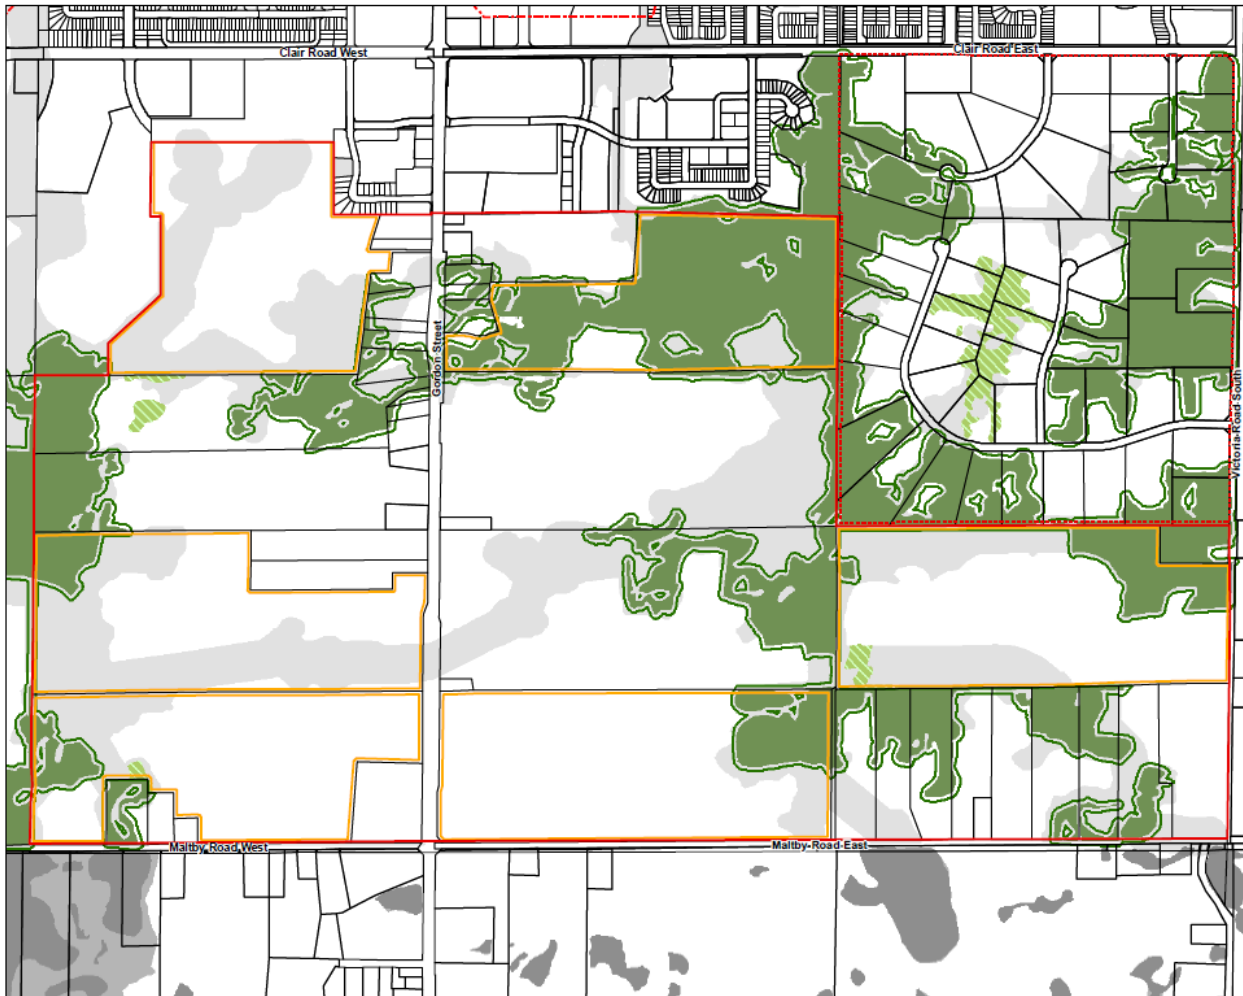 Clair Road West
Clair Road East
Gordon Street
Victoria Road South
Maltby Road West
Maltby Road East